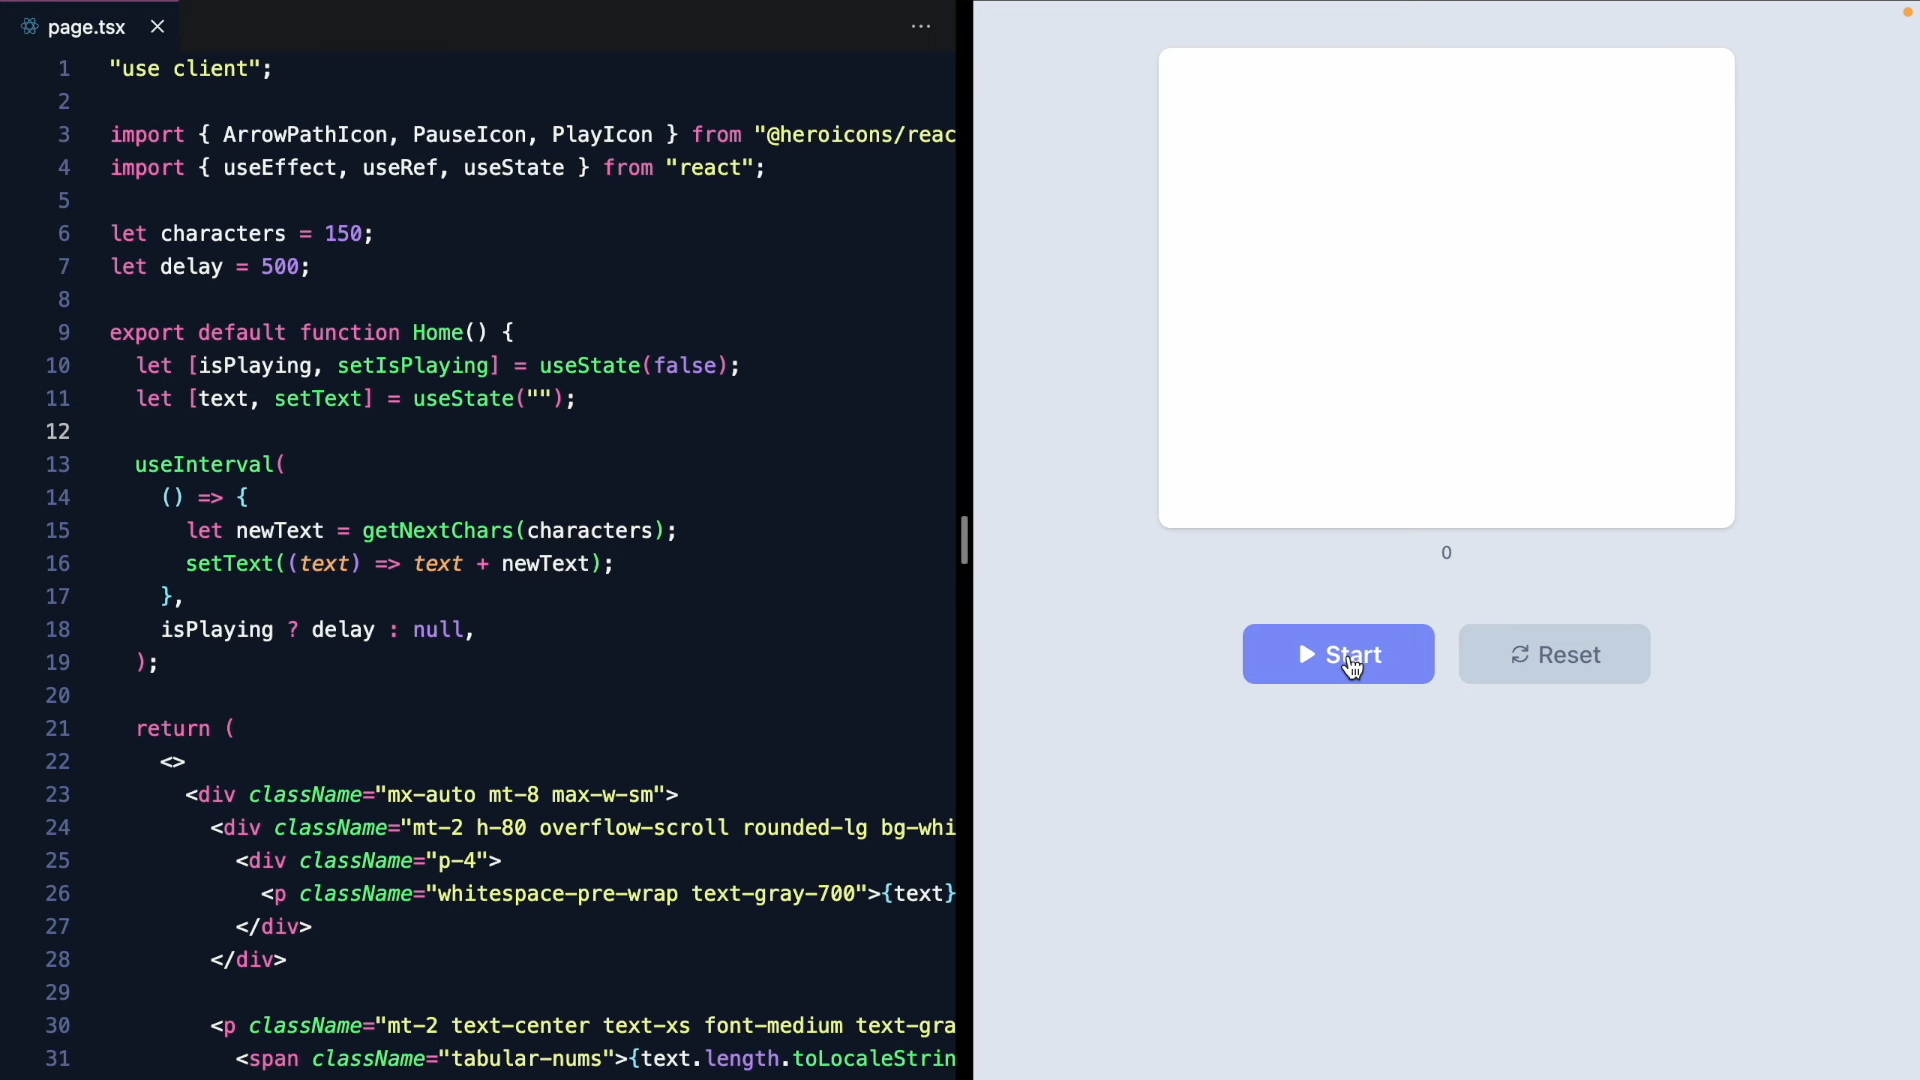 page.tsx
1 "use client";
2
3 import { ArrowPathIcon, PauseIcon, PlayIcon } from "@heroicons/reac
4 import { useEffect, useRef, useState } from "react";
5
6 let characters = 150;
7 let delay = 500;
8
9 export default function Home() {
10 let [isPlaying, setIsPlaying] = useState(false);
11 let [text, setText] = useState("");
12
13 useInterval(
14 () => {
15 let newText = getNextChars(characters);
16 setText((text) => text + newText);
17 },
18 isPlaying ? delay : null,
19 );
20
21 return (
22 <>
23 <div className="mx-auto mt-8 max-w-sm">
24 <div className="mt-2 h-80 overflow-scroll rounded-lg bg-whi
25 <div className="p-4">
26 <p className="whitespace-pre-wrap text-gray-700">{text}
27 </div>
28 </div>
29
30 <p className="mt-2 text-center text-xs font-medium text-gra
31 <span className="tabular-nums">{text.length.toLocaleStrin
0
Start
Reset